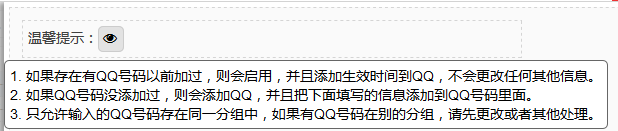 温馨提示：
1. 如果存在有QQ号码以前加过，则会启用，并且添加生效时间到QQ，不会更改任何其他信息。
2. 如果QQ号码没添加过，则会添加QQ，并且把下面填写的信息添加到QQ号码里面。
3. 只允许输入的QQ号码存在同一分组中，如果有QQ号码在别的分组，请先更改或者其他处理。